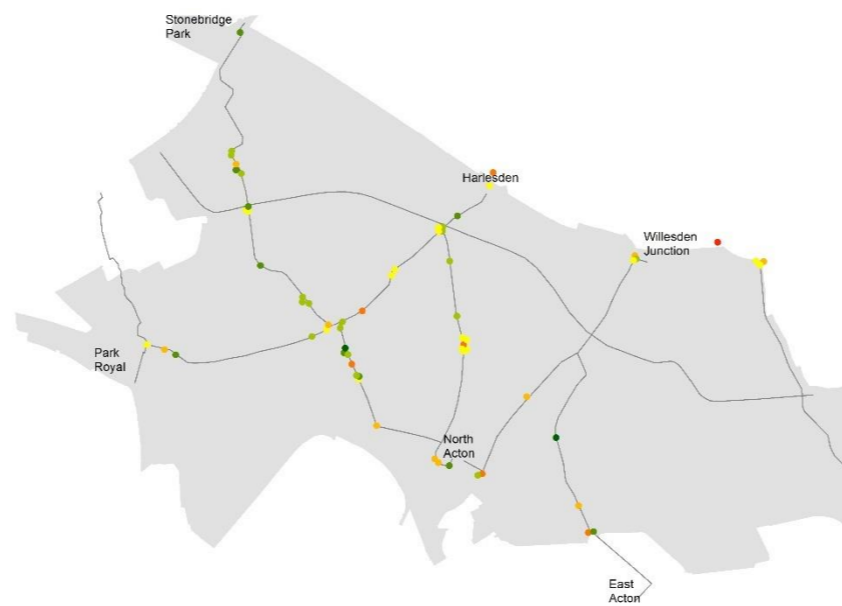 Stonebridge
Park
Harlesden
Willesden
Junction
Park
Royal
North
Acton
East
Acton